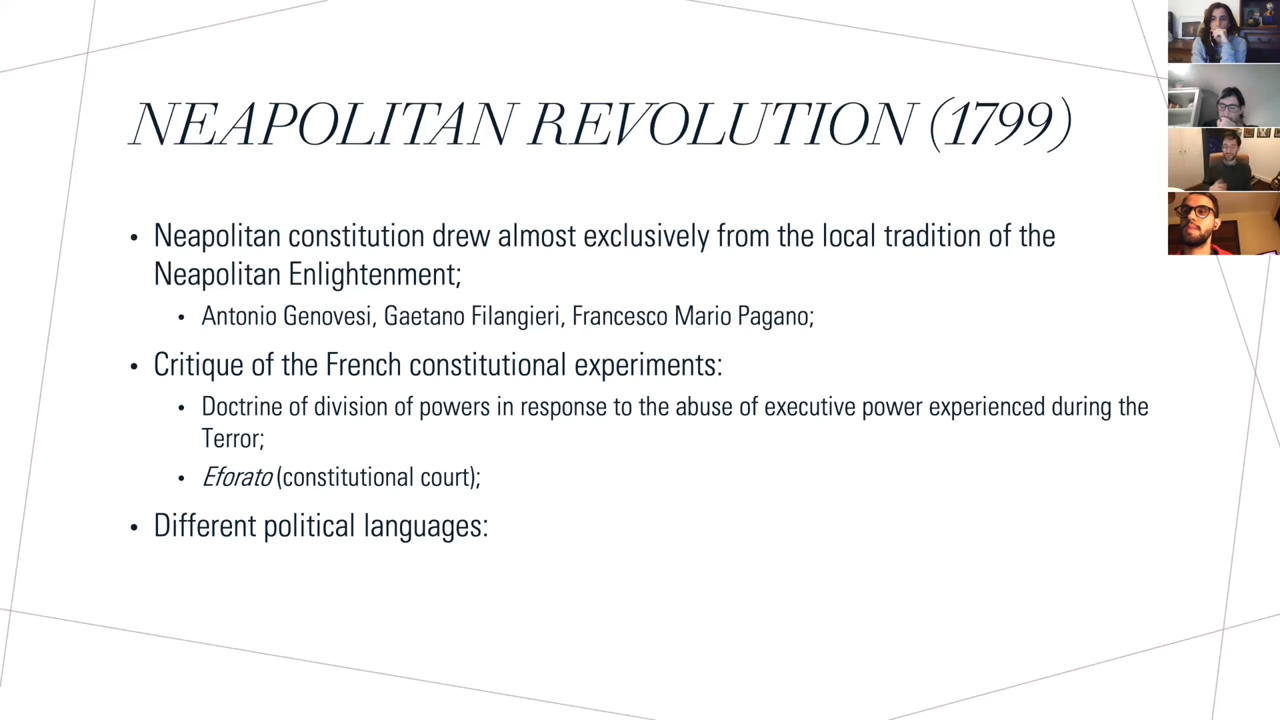 NEAPOLITAN REVOLUTION (1799)
• Neapolitan constitution drew almost exclusively from the local tradition of the
Neapolitan Enlightenment;
• Antonio Genovesi, Gaetano Filangieri, Francesco Mario Pagano;
• Critique of the French constitutional experiments:
• Doctrine of division of powers in response to the abuse of executive power experienced during the
Terror;
• Eforato (constitutional court);
• Different political languages: